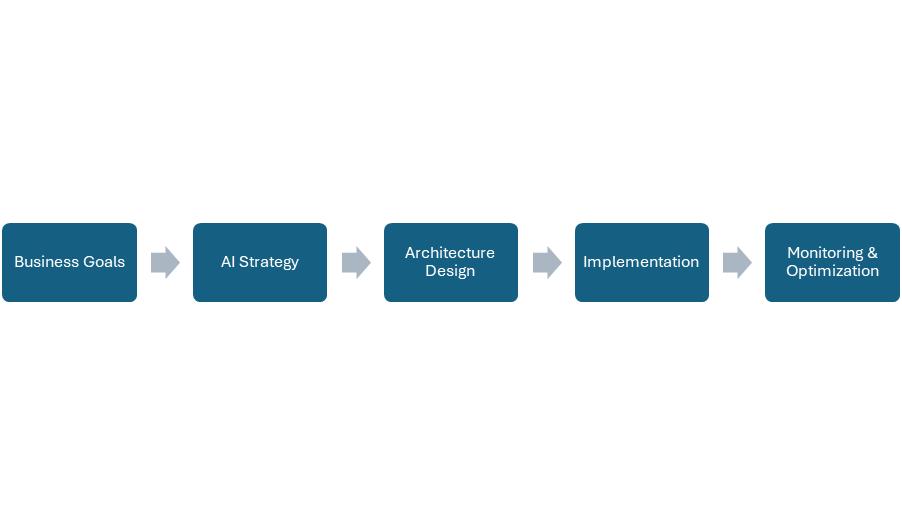 Business Goals
AI Strategy
Architecture
Design
Implementation
Monitoring &
Optimization